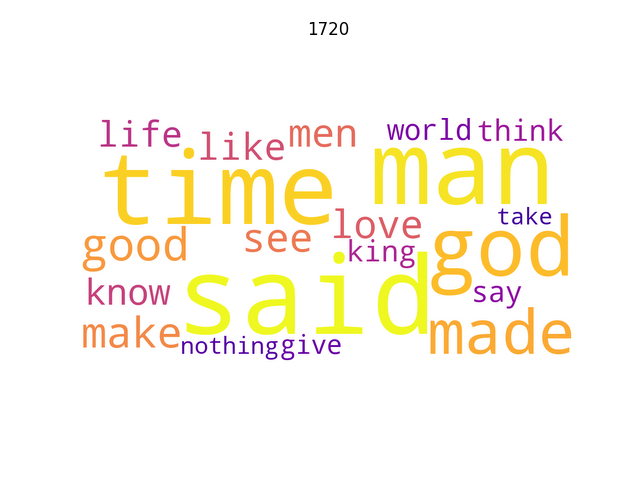 1720
life like men world think
time man
good see love king take god
know said say
make nothing give made